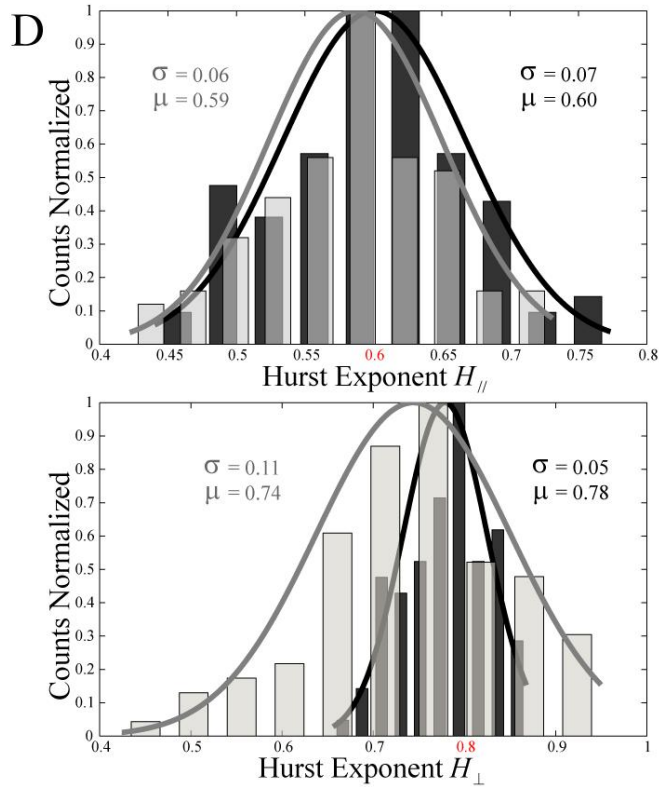 D
σ = 0.06
μ = 0.59
σ = 0.07
μ = 0.60
Counts Normalized
1
0.9
0.8
0.7
0.6
0.5
0.4
0.3
0.2
0.1
0
0.4 0.45 0.5 0.55 0.6 0.65 0.7 0.75 0.8
Hurst Exponent H//
σ = 0.11
μ = 0.74
σ = 0.05
μ = 0.78
Counts Normalized
1
0.9
0.8
0.7
0.6
0.5
0.4
0.3
0.2
0.1
0
0.4 0.5 0.6 0.7 0.8 0.9 1
Hurst Exponent H⊥